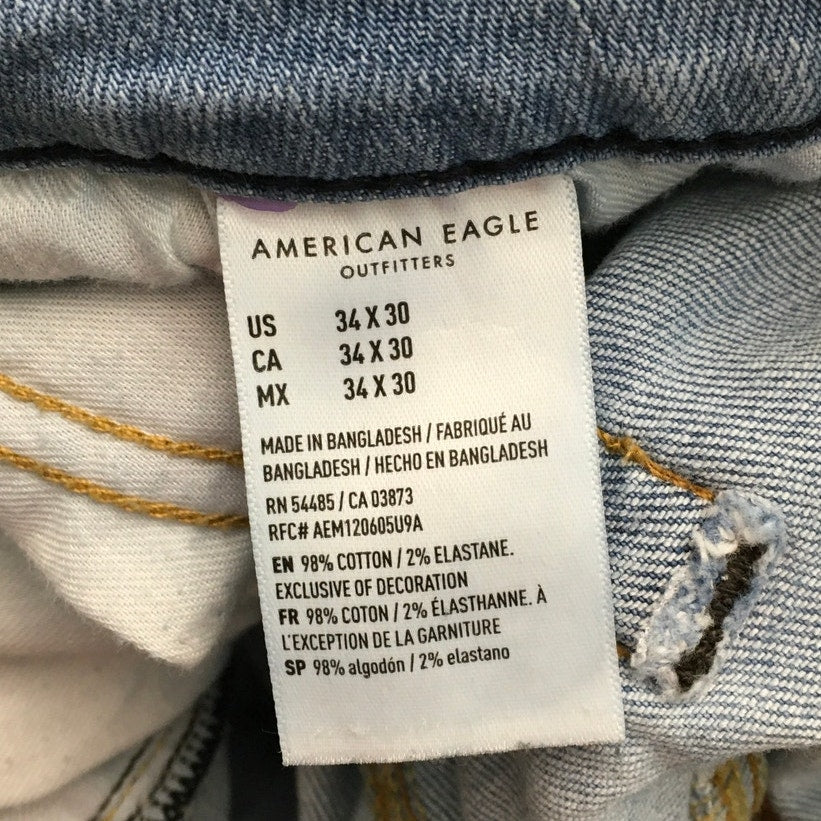 AMERICAN EAGLE
OUTFITTERS
US 34 X 30
CA 34 X 30
MX 34 X 30
MADE IN BANGLADESH / FABRIQUÉ AU
BANGLADESH / HECHO EN BANGLADESH
RN 54485 / CA 03873
RFC# AEM120605U9A
EN 98% COTTON / 2% ELASTANE.
EXCLUSIVE OF DECORATION
FR 98% COTON / 2% ÉLASTHANNE. À
L'EXCEPTION DE LA GARNITURE
SP 98% algodón / 2% elastano